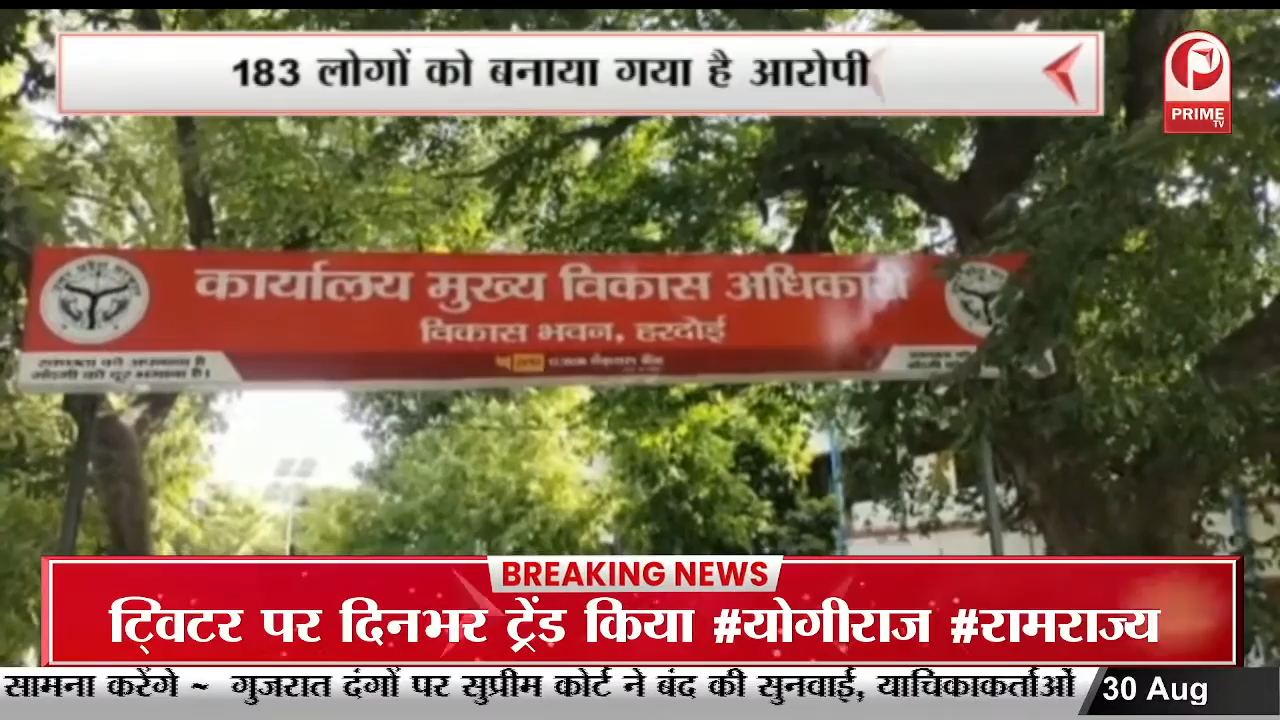 183 लोगों को बनाया गया है आरोपी
PRIME
TV
कार्यालय मुख्य विकास अधिकारी
विकास भवन, हरदोई
BREAKING NEWS
ट्विटर पर दिनभर ट्रेंड किया #योगीराज #रामराज्य
सामना करेंगे ~ गुजरात दंगों पर सुप्रीम कोर्ट ने बंद की सुनवाई, याचिकाकर्ताओं
30 Aug